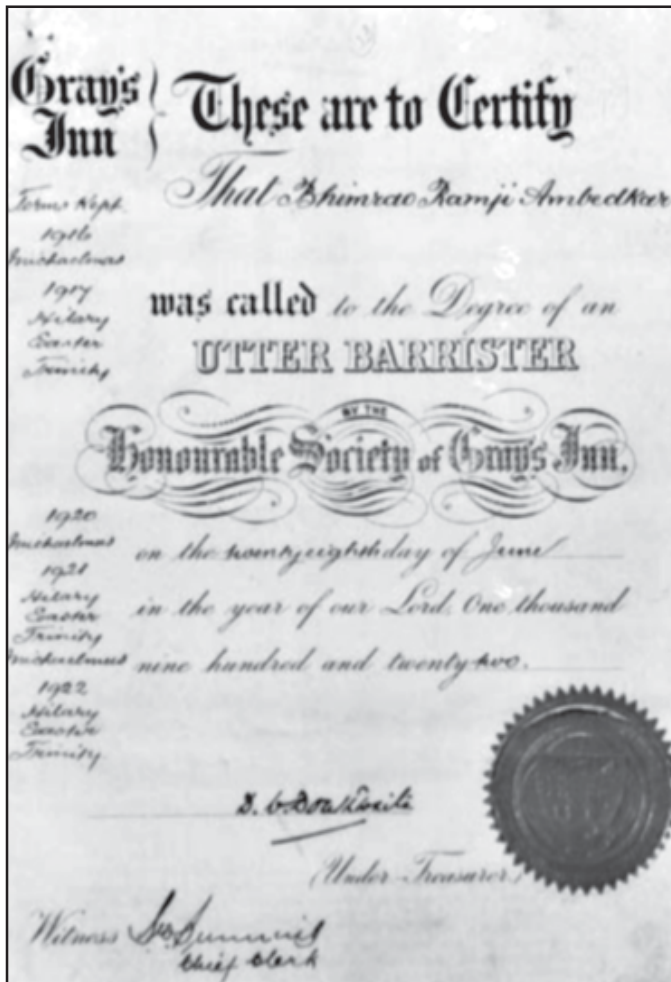 Gray's
Inn
These are to Certify
That Bhimrao Ramji Ambedkar
Terms Kept
1916
Michaelmas
1917
Hilary
Easter
Trinity
was called to the Degree of an
UTTER BARRISTER
BY THE
Honourable Society of Gray's Inn.
1920
Michaelmas
1921
Hilary
Easter
Trinity
Michaelmas
1922
Hilary
Easter
Trinity
on the twentyeighth day of June
in the year of our Lord One thousand
nine hundred and twenty two.
(Under Treasurer)
Witness
Chief Clerk